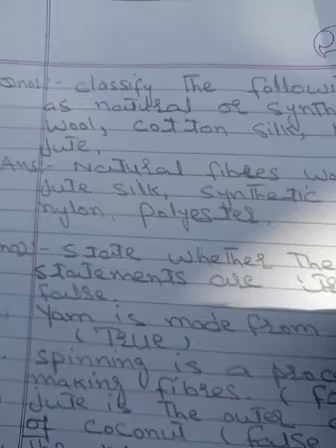 classify The follow
as natural or synth
wool, cotton silk,
jute,
Ans:- Natural fibres wo
jute silk, synthetic
nylon, polyester,
:- state whether The
statements are
false.
Yarn is made from
(True)
spinning is a proc
making fibres. (fa
jute is The outer
of coconut (false